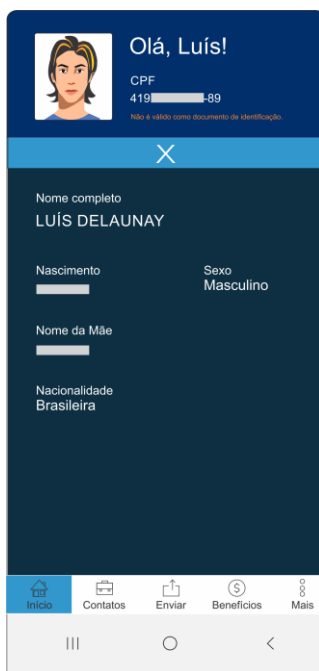 Olá, Luís!
CPF
419 -89
Não é válido como documento de identificação.
Nome completo
LUÍS DELAUNAY
Nascimento
Sexo
Masculino
Nome da Mãe
Nacionalidade
Brasileira
Início
Contatos
Enviar
Benefícios
Mais